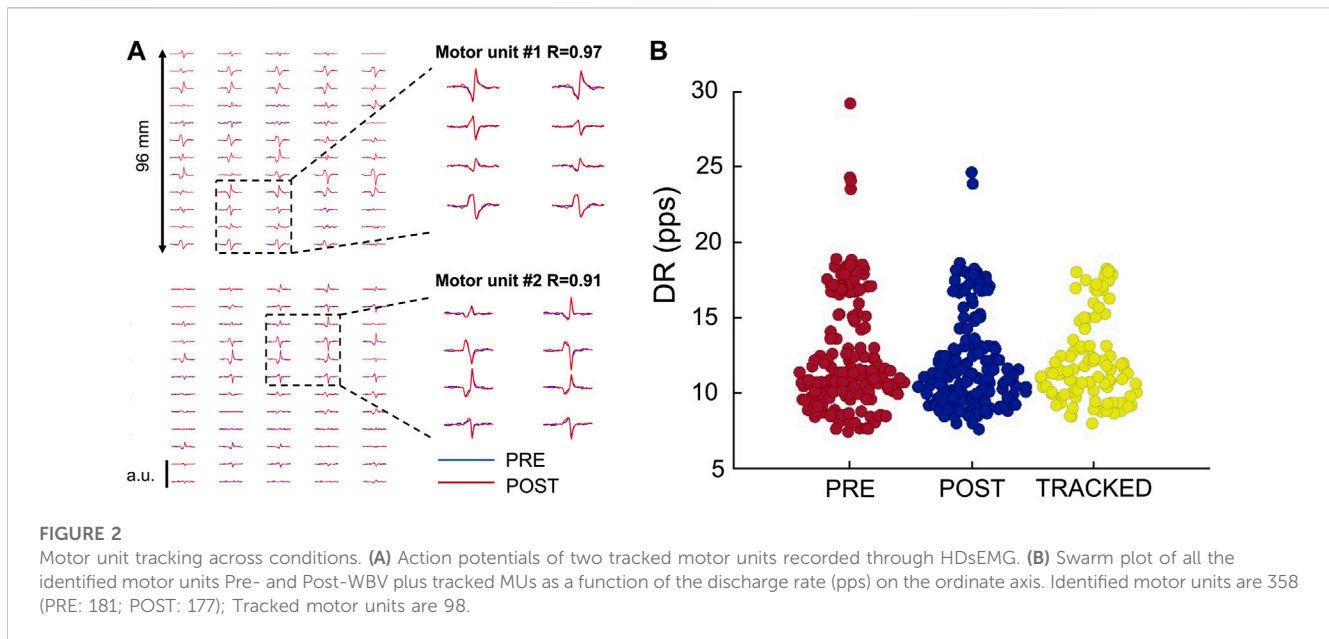 A
Motor unit #1 R=0.97
96 mm
Motor unit #2 R=0.91
a.u.
PRE
POST
B
30
25
20
15
10
5
DR (pps)
PRE POST TRACKED
FIGURE 2
Motor unit tracking across conditions. (A) Action potentials of two tracked motor units recorded through HDsEMG. (B) Swarm plot of all the
identified motor units Pre- and Post-WBV plus tracked MUs as a function of the discharge rate (pps) on the ordinate axis. Identified motor units are 358
(PRE: 181; POST: 177); Tracked motor units are 98.